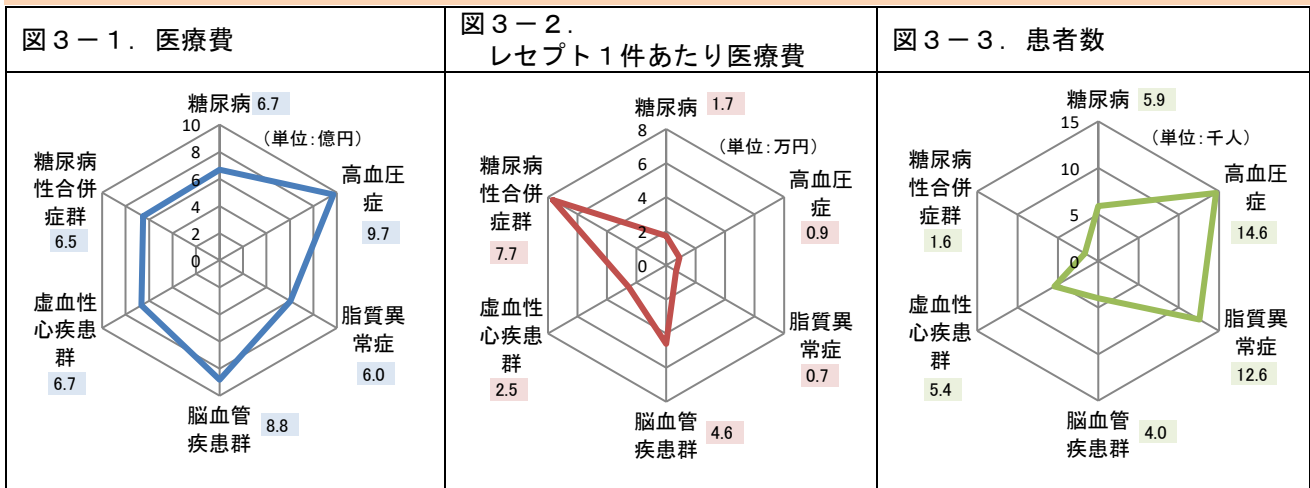 図３－１．医療費
糖尿病 6.7
(単位：億円)
10
8
6
4
2
0
高血圧
症
9.7
脂質異
常症
6.0
脳血管
疾患群
8.8
虚血性
心疾患
群
6.7
糖尿病
性合併
症群
6.5
図３－２．
レセプト１件あたり医療費
糖尿病 1.7
(単位：万円)
8
6
4
2
0
高血圧
症
0.9
脂質異
常症
0.7
脳血管
疾患群
4.6
虚血性
心疾患
群
2.5
糖尿病
性合併
症群
7.7
図３－３．患者数
糖尿病 5.9
(単位：千人)
15
10
5
0
高血圧
症
14.6
脂質異
常症
12.6
脳血管
疾患群
4.0
虚血性
心疾患
群
5.4
糖尿病
性合併
症群
1.6